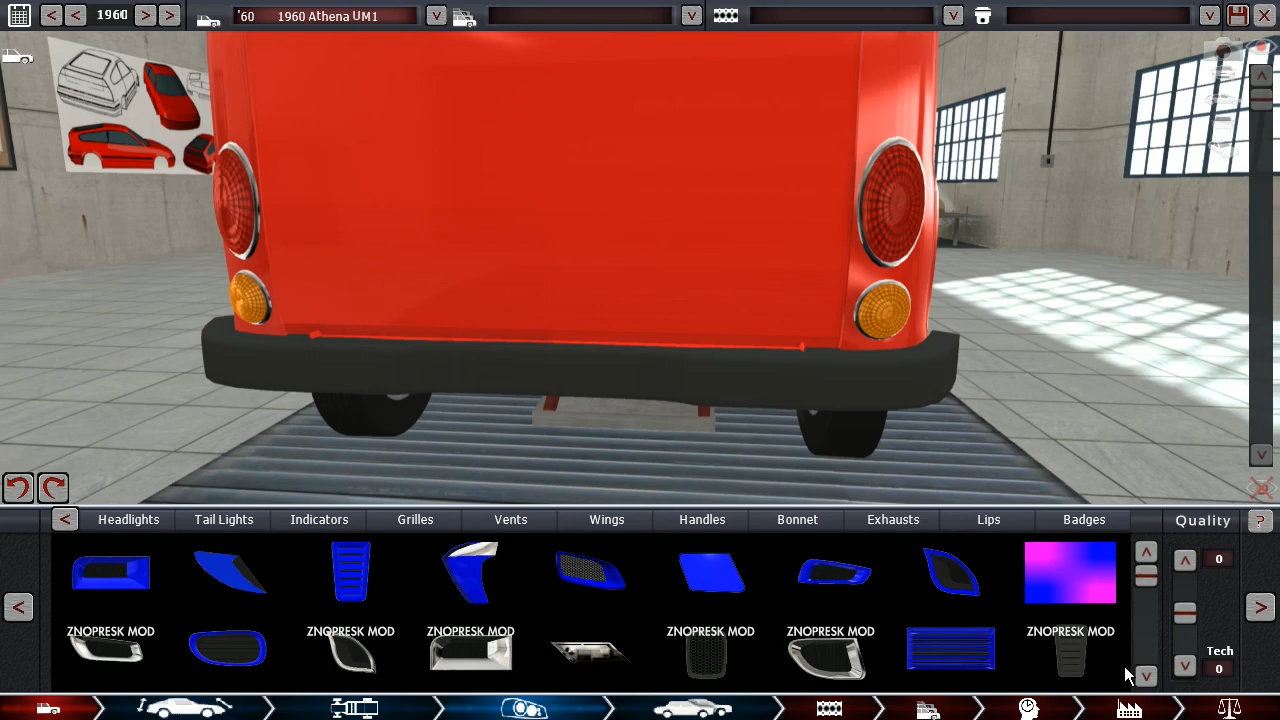 1960
'60 1960 Athena UM1
Headlights Tail Lights Indicators Grilles Vents Wings Handles Bonnet Exhausts Lips Badges Quality ?
0
ZNOPRESK MOD ZNOPRESK MOD ZNOPRESK MOD ZNOPRESK MOD ZNOPRESK MOD ZNOPRESK MOD
Tech
0